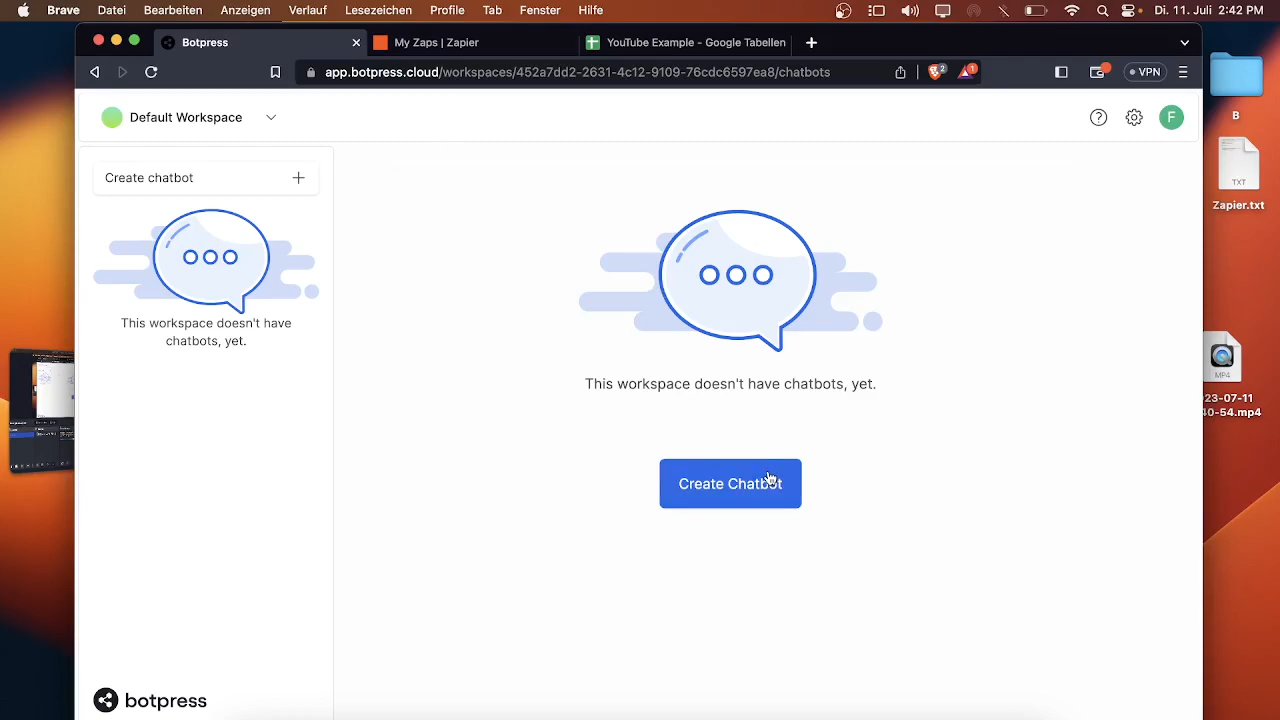 Brave Datei Bearbeiten Anzeigen Verlauf Lesezeichen Profile Tab Fenster Hilfe Di. 11. Juli 2:42 PM
Botpress
My Zaps | Zapier
YouTube Example - Google Tabellen
app.botpress.cloud/workspaces/452a7dd2-2631-4c12-9109-76cdc6597ea8/chatbots
2
1
VPN
B
Default Workspace
F
TXT
Zapier.txt
Create chatbot
This workspace doesn't have
chatbots, yet.
This workspace doesn't have chatbots, yet.
Create Chatbot
MP4
23-07-11
40-54.mp4
botpress